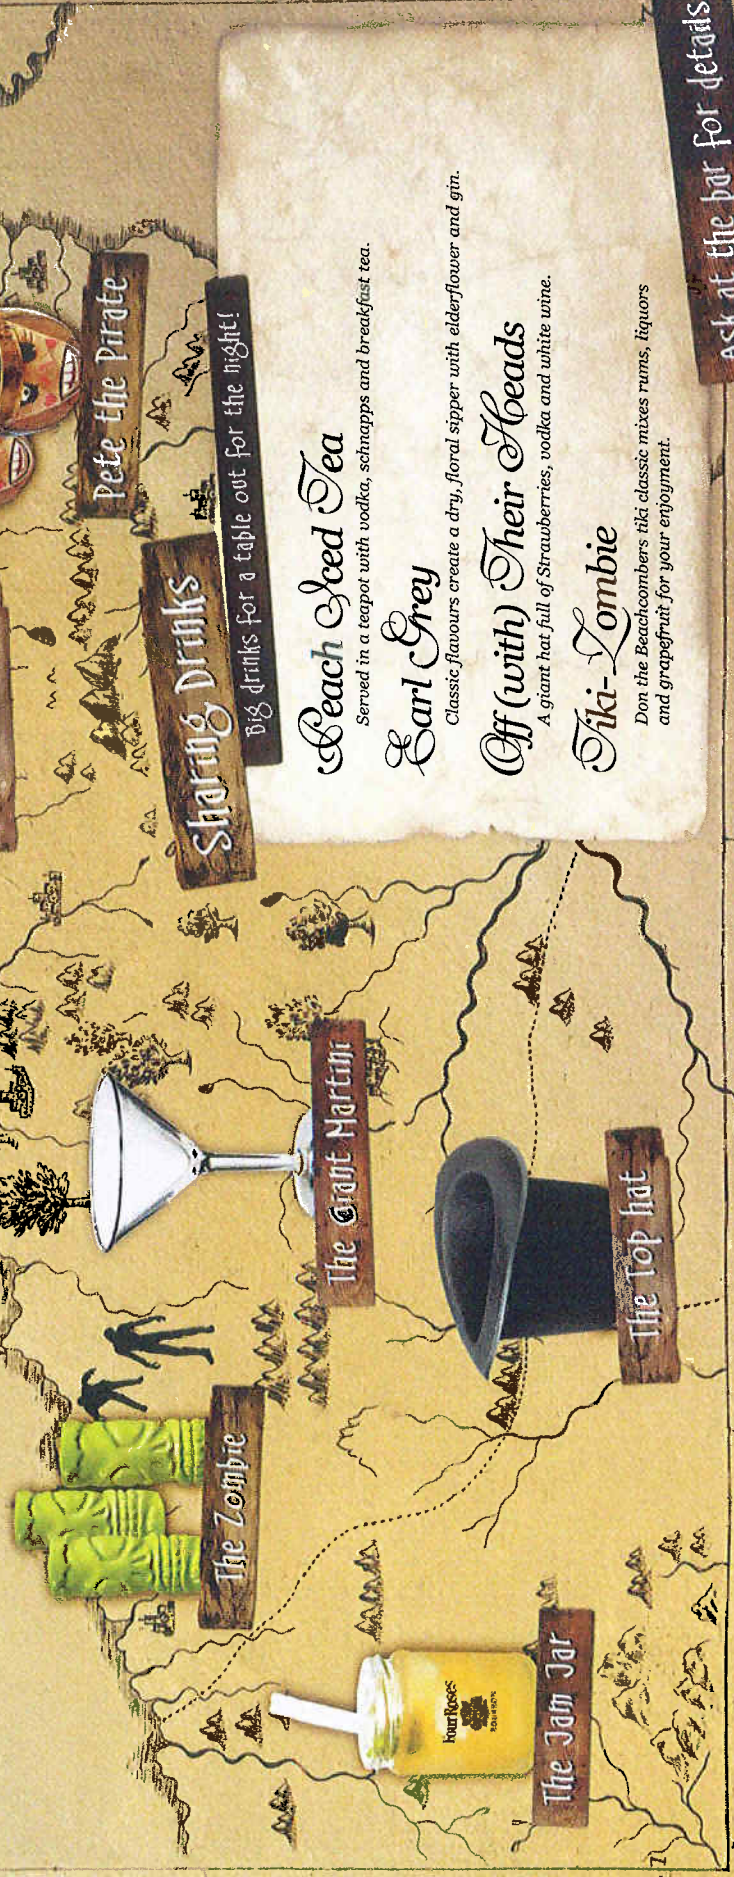 Pete the Pirate
Sharing Drinks
Big drinks for a table out for the night!
Peach Iced Tea
Served in a teapot with vodka, schnapps and breakfast tea.
Earl Grey
Classic flavours create a dry, floral sipper with elderflower and gin.
Off (with) Their Heads
A giant hat full of Strawberries, vodka and white wine.
Tiki-Zombie
Don the Beachcombers tiki classic mixes rums, liquors
and grapefruit for your enjoyment.
ask at the bar for details
The Zombie
The Giant Martini
The Top hat
The Jam Jar
Four Roses
BOURBON